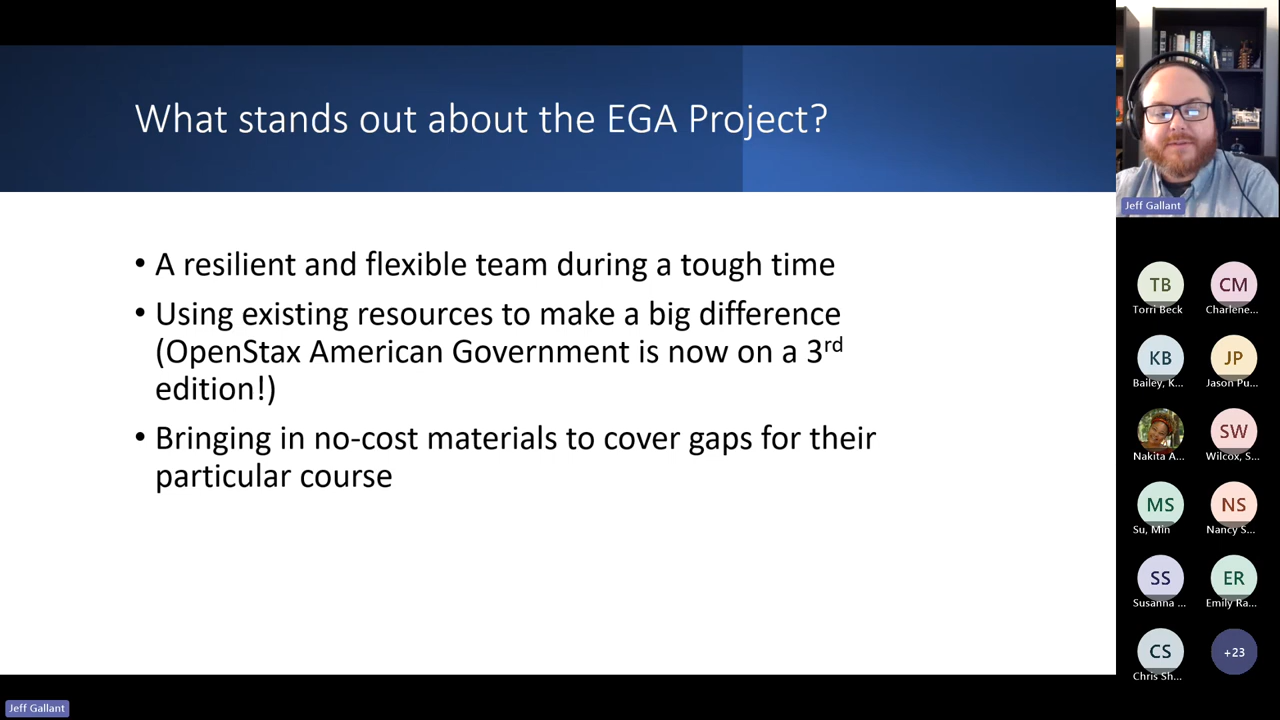 What stands out about the EGA Project?
• A resilient and flexible team during a tough time
• Using existing resources to make a big difference
(OpenStax American Government is now on a 3rd
edition!)
• Bringing in no-cost materials to cover gaps for their
particular course
Jeff Gallant
TB
CM
Torri Beck
Charlene...
KB
JP
Bailey, K...
Jason Pu...
SW
Nakita A...
Wilcox, S...
MS
NS
Su, Min
Nancy S...
SS
ER
Susanna ...
Emily Ra...
CS
+23
Chris Sh...
Jeff Gallant